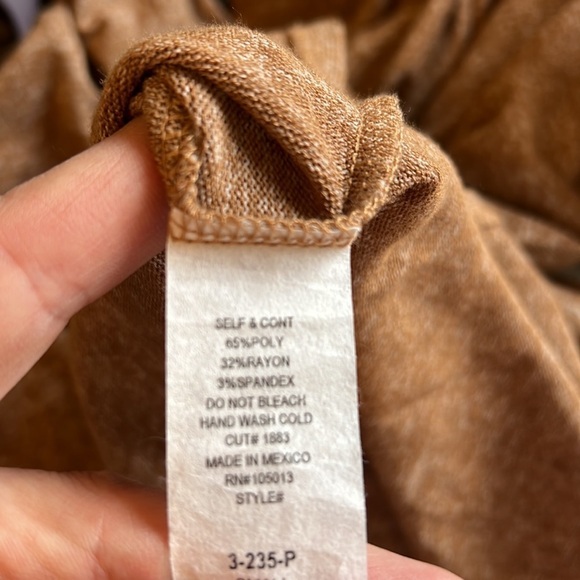 SELF & CONT
65%POLY
32%RAYON
3%SPANDEX
DO NOT BLEACH
HAND WASH COLD
CUT# 1883
MADE IN MEXICO
RN#105013
STYLE#
3-235-P